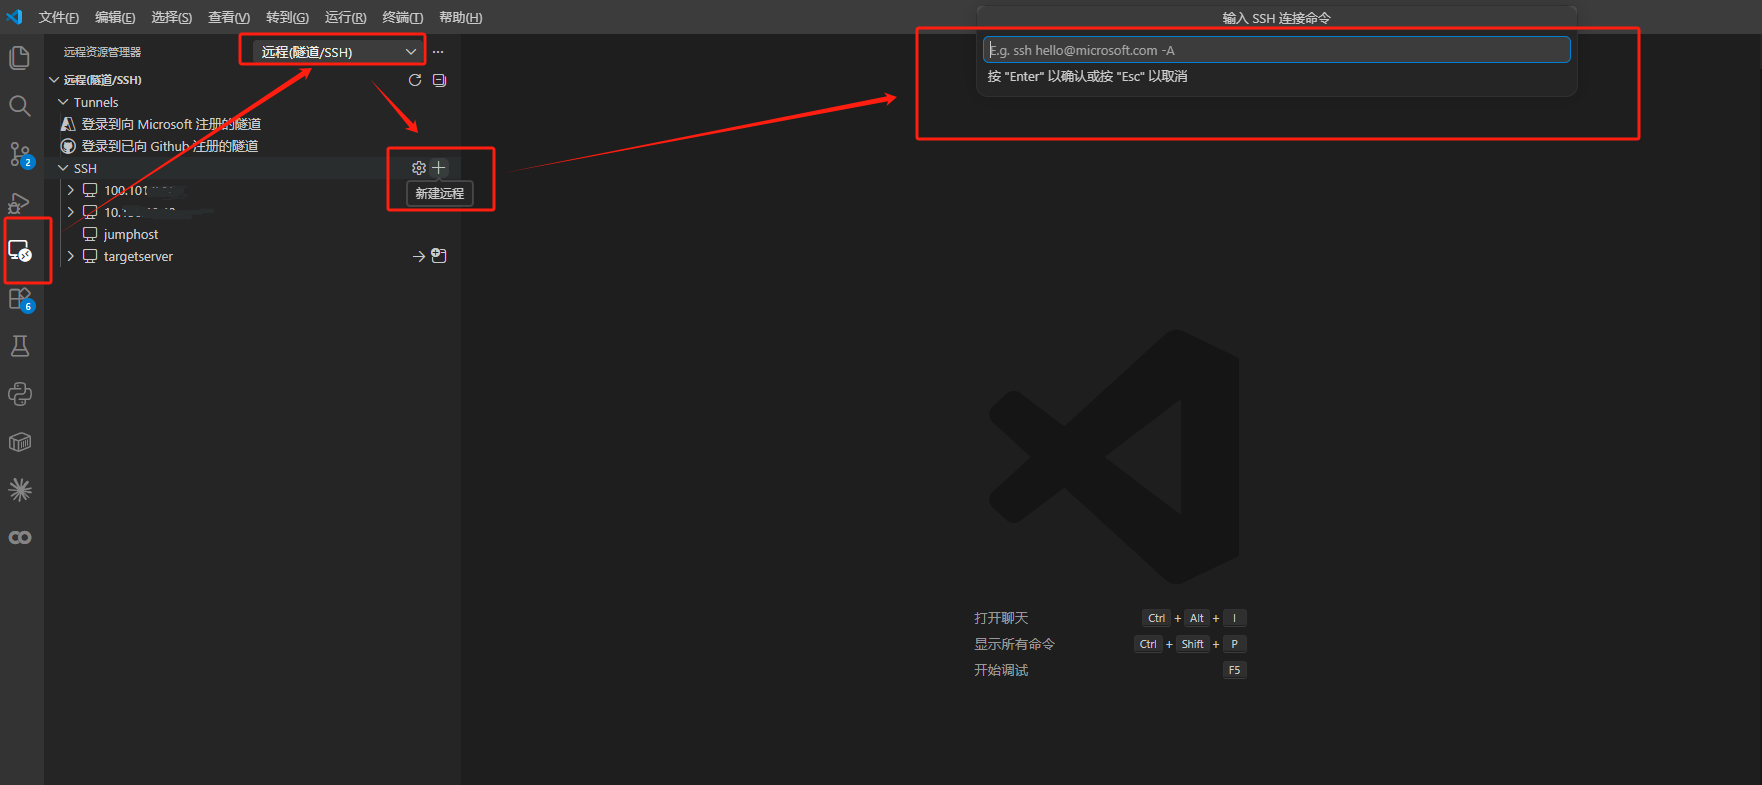 文件(F) 编辑(E) 选择(S) 查看(V) 转到(G) 运行(R) 终端(T) 帮助(H)
输入 SSH 连接命令
E.g. ssh hello@microsoft.com -A
按 "Enter" 以确认或按 "Esc" 以取消
远程资源管理器
远程(隧道/SSH)
远程(隧道/SSH)
Tunnels
登录到向 Microsoft 注册的隧道
登录到已向 Github 注册的隧道
SSH
新建远程
100.101
10.
jumphost
targetserver
2
6
打开聊天 Ctrl + Alt + I
显示所有命令 Ctrl + Shift + P
开始调试 F5